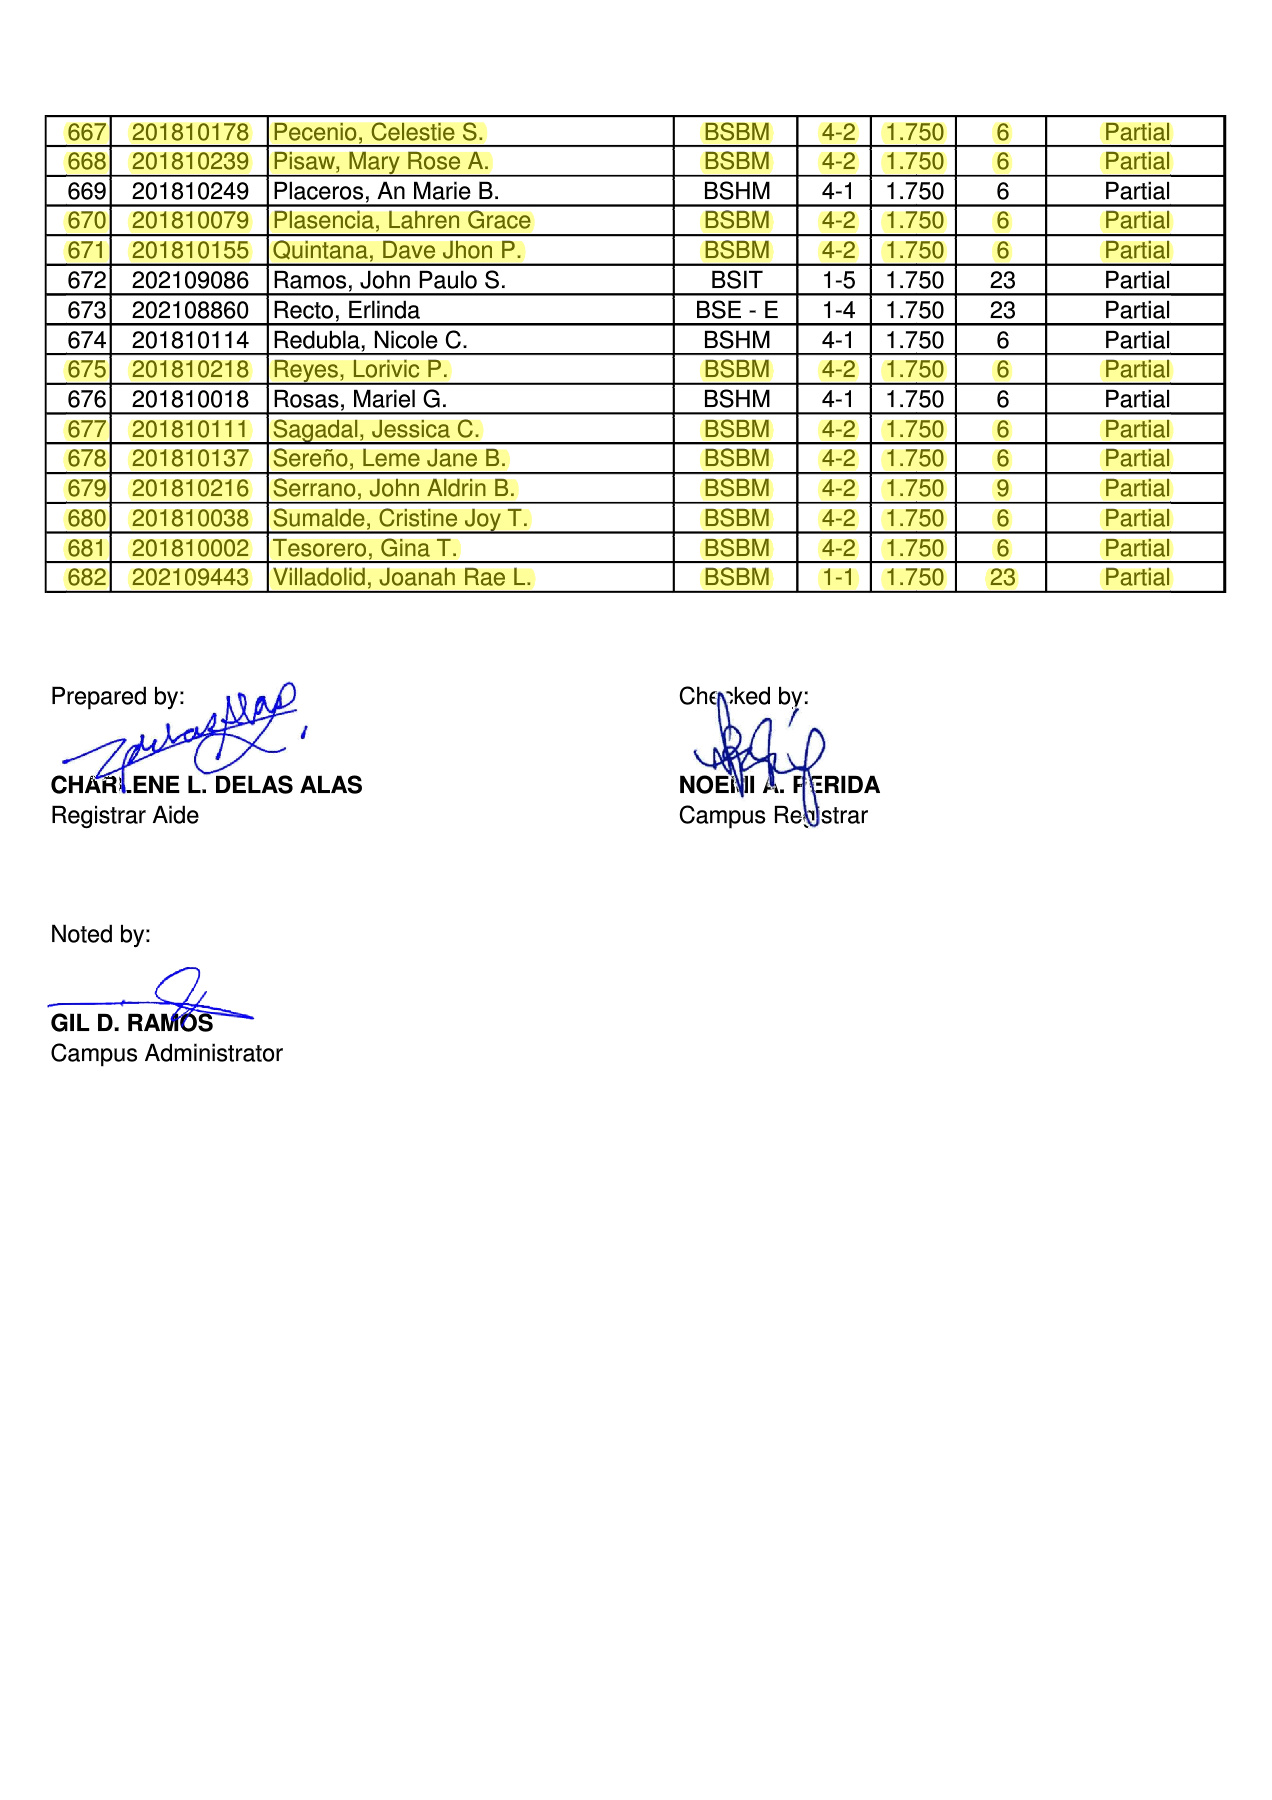 667 201810178 Pecenio, Celestie S. BSBM 4-2 1.750 6 Partial
668 201810239 Pisaw, Mary Rose A. BSBM 4-2 1.750 6 Partial
669 201810249 Placeros, An Marie B. BSHM 4-1 1.750 6 Partial
670 201810079 Plasencia, Lahren Grace BSBM 4-2 1.750 6 Partial
671 201810155 Quintana, Dave Jhon P. BSBM 4-2 1.750 6 Partial
672 202109086 Ramos, John Paulo S. BSIT 1-5 1.750 23 Partial
673 202108860 Recto, Erlinda BSE - E 1-4 1.750 23 Partial
674 201810114 Redubla, Nicole C. BSHM 4-1 1.750 6 Partial
675 201810218 Reyes, Lorivic P. BSBM 4-2 1.750 6 Partial
676 201810018 Rosas, Mariel G. BSHM 4-1 1.750 6 Partial
677 201810111 Sagadal, Jessica C. BSBM 4-2 1.750 6 Partial
678 201810137 Sereño, Leme Jane B. BSBM 4-2 1.750 6 Partial
679 201810216 Serrano, John Aldrin B. BSBM 4-2 1.750 9 Partial
680 201810038 Sumalde, Cristine Joy T. BSBM 4-2 1.750 6 Partial
681 201810002 Tesorero, Gina T. BSBM 4-2 1.750 6 Partial
682 202109443 Villadolid, Joanah Rae L. BSBM 1-1 1.750 23 Partial
Prepared by: Checked by:
CHARLENE L. DELAS ALAS NOEMI A. PERIDA
Registrar Aide Campus Registrar
Noted by:
GIL D. RAMOS
Campus Administrator